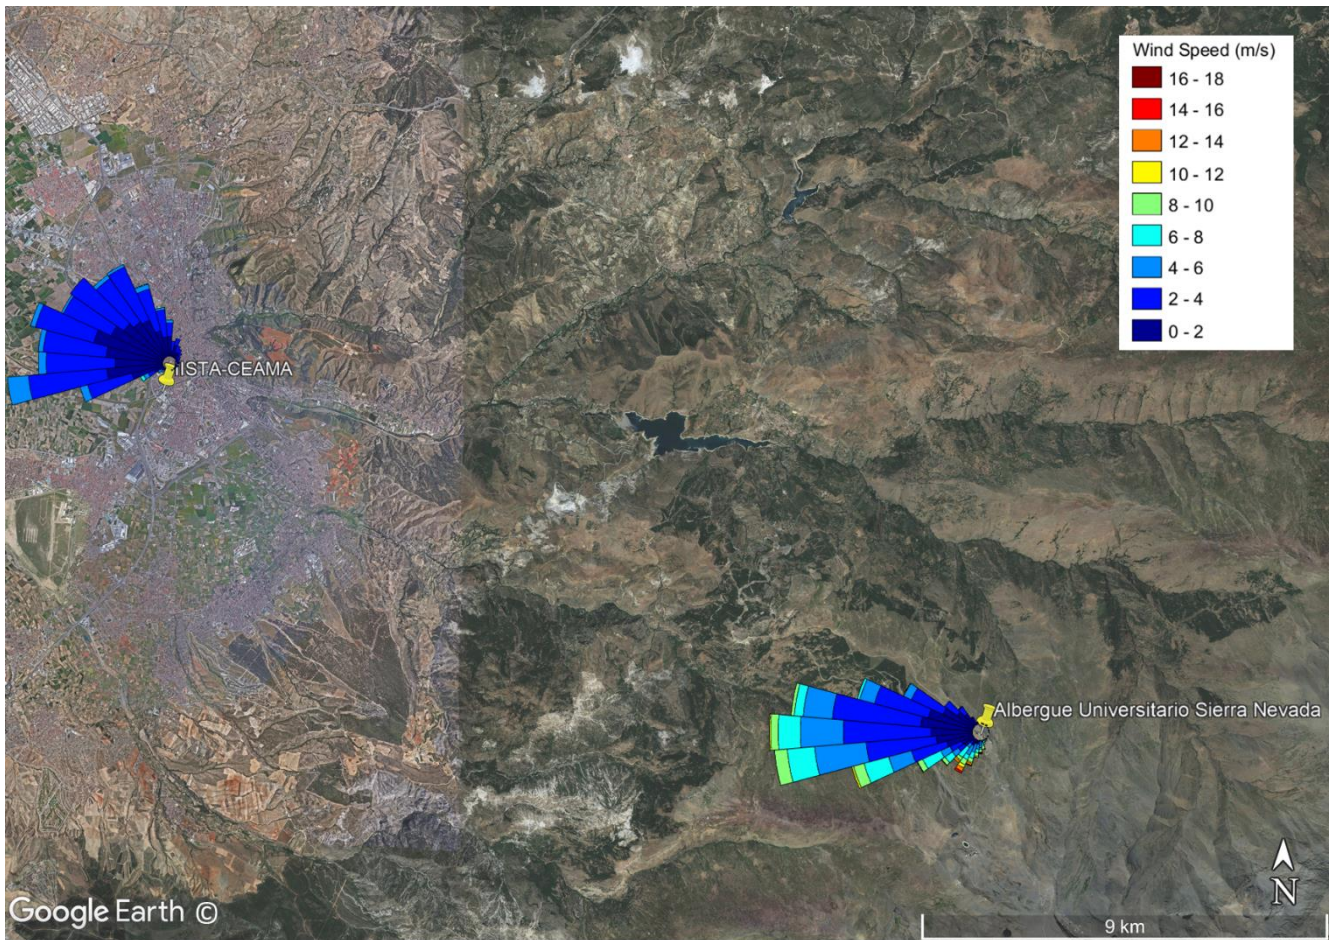 Wind Speed (m/s)
16 - 18
14 - 16
12 - 14
10 - 12
8 - 10
6 - 8
4 - 6
2 - 4
0 - 2
IISTA-CEAMA
Albergue Universitario Sierra Nevada
N
Google Earth ©
9 km